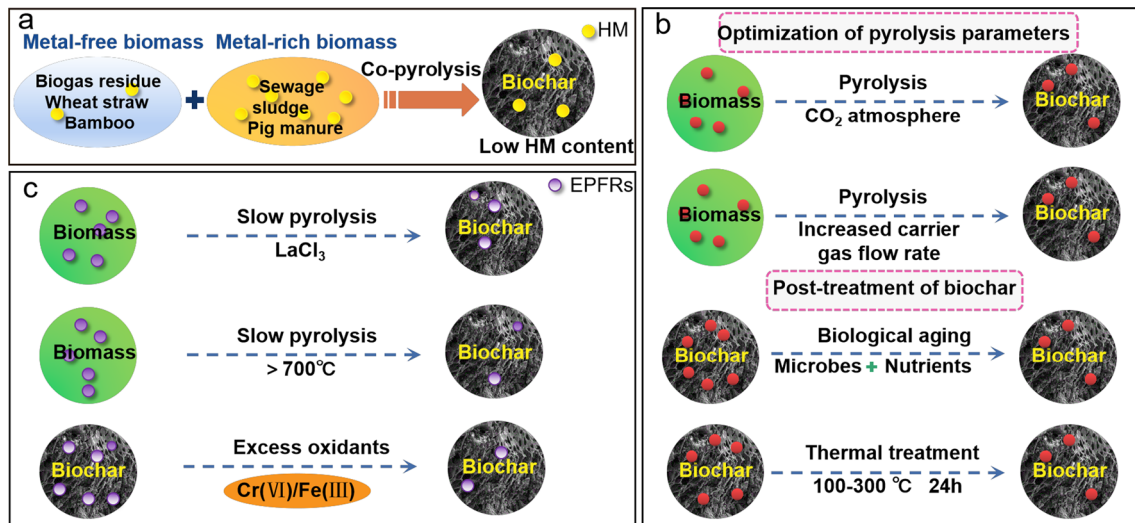 a
HM
Metal-free biomass
Metal-rich biomass
Biogas residue
Wheat straw
Bamboo
+
Sewage
sludge
Pig manure
Co-pyrolysis
Biochar
Low HM content
b
Optimization of pyrolysis parameters
Biomass
Pyrolysis
CO₂ atmosphere
Biochar
Biomass
Pyrolysis
Increased carrier
gas flow rate
Biochar
Post-treatment of biochar
Biochar
Biological aging
Microbes + Nutrients
Biochar
Biochar
Thermal treatment
100-300 ℃ 24h
Biochar
c
EPFRs
Biomass
Slow pyrolysis
LaCl₃
Biochar
Biomass
Slow pyrolysis
> 700℃
Biochar
Biochar
Excess oxidants
Cr(Ⅵ)/Fe(Ⅲ)
Biochar